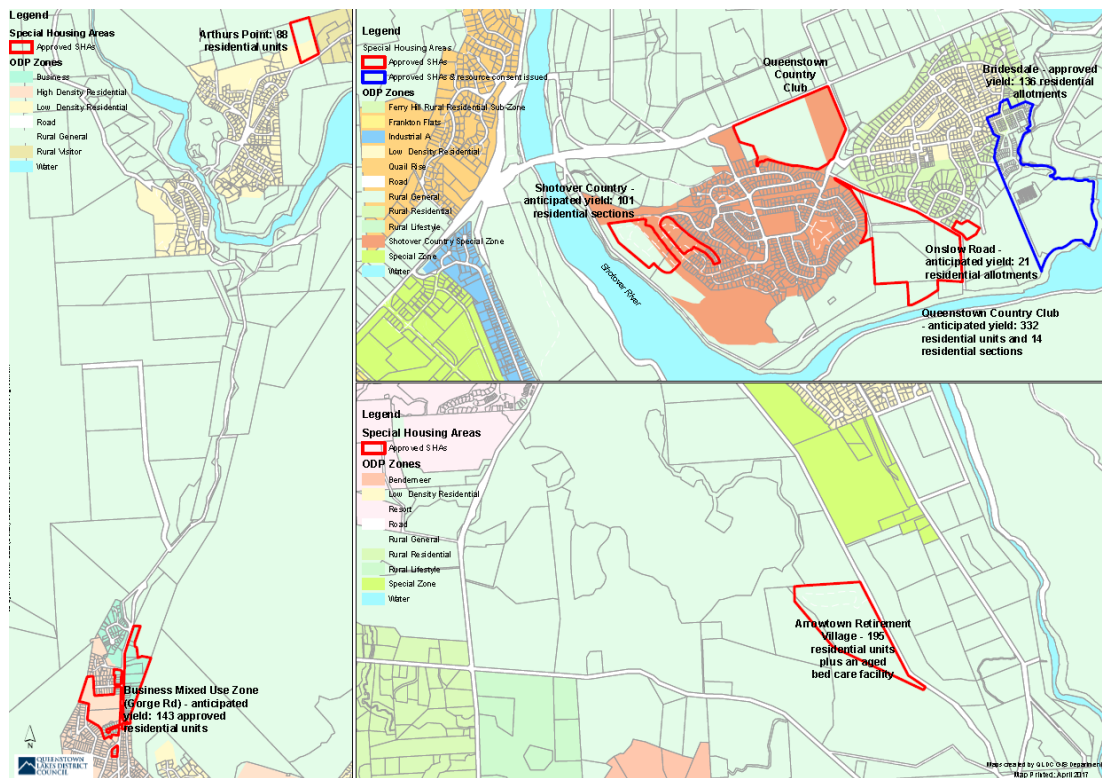 Legend
Special Housing Areas
Approved SHAs
ODP Zones
Business
High Density Residential
Low Density Residential
Road
Rural General
Rural Visitor
Water
Arthurs Point: 88
residential units
Business Mixed Use Zone
(Gorge Rd) - anticipated
yield: 143 approved
residential units
N
QUEENSTOWN
LAKES DISTRICT
COUNCIL
Legend
Special Housing Areas
Approved SHAs
Approved SHAs & resource consent issued
ODP Zones
Ferry Hill Rural Residential Sub-Zone
Frankton Flats
Industrial A
Low Density Residential
Quail Rise
Road
Rural General
Rural Residential
Rural Lifestyle
Shotover Country Special Zone
Special Zone
Water
Queenstown
Country
Club
Bridesdale - approved
yield: 136 residential
allotments
Shotover Country -
anticipated yield: 101
residential sections
Shotover River
Onslow Road -
anticipated yield: 21
residential allotments
Queenstown Country Club
- anticipated yield: 332
residential units and 14
residential sections
Legend
Special Housing Areas
Approved SHAs
ODP Zones
Bendemeer
Low Density Residential
Resort
Road
Rural General
Rural Residential
Rural Lifestyle
Special Zone
Water
Arrowtown Retirement
Village - 195
residential units
plus an aged
bed care facility
Maps created by QLDC GIS Department
Map Printed: April 2017